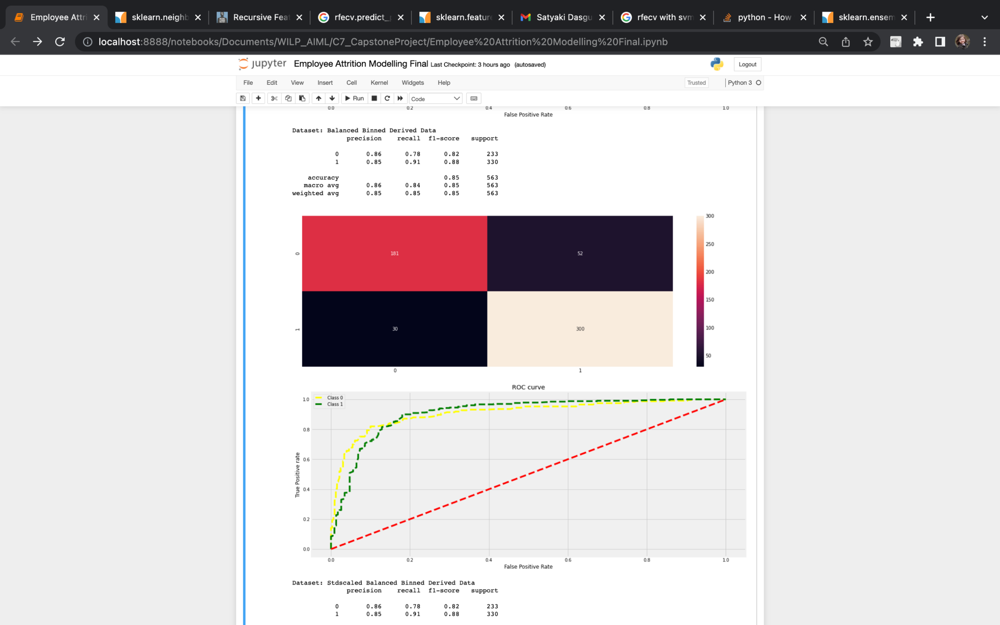 Employee Attri
sklearn.neighb
Recursive Feat
rfecv.predict_
sklearn.feature
Satyaki Dasgu
rfecv with svm
python - How
sklearn.ensem
localhost:8888/notebooks/Documents/WILP_AIML/C7_CapstoneProject/Employee%20Attrition%20Modelling%20Final.ipynb
jupyter Employee Attrition Modelling Final Last Checkpoint: 3 hours ago (autosaved)
Logout
File Edit View Insert Cell Kernel Widgets Help
Trusted Python 3
Run Code
0.0 0.2 0.4 0.6 0.8 1.0
False Positive Rate
Dataset: Balanced Binned Derived Data
precision recall f1-score support
0 0.86 0.78 0.82 233
1 0.85 0.91 0.88 330
accuracy 0.85 563
macro avg 0.86 0.84 0.85 563
weighted avg 0.85 0.85 0.85 563
300
250
200
150
100
50
0 181 52
1 30 300
0 1
ROC curve
Class 0
Class 1
True Positive rate
1.0
0.8
0.6
0.4
0.2
0.0
0.0 0.2 0.4 0.6 0.8 1.0
False Positive Rate
Dataset: Stdscaled Balanced Binned Derived Data
precision recall f1-score support
0 0.86 0.78 0.82 233
1 0.85 0.91 0.88 330